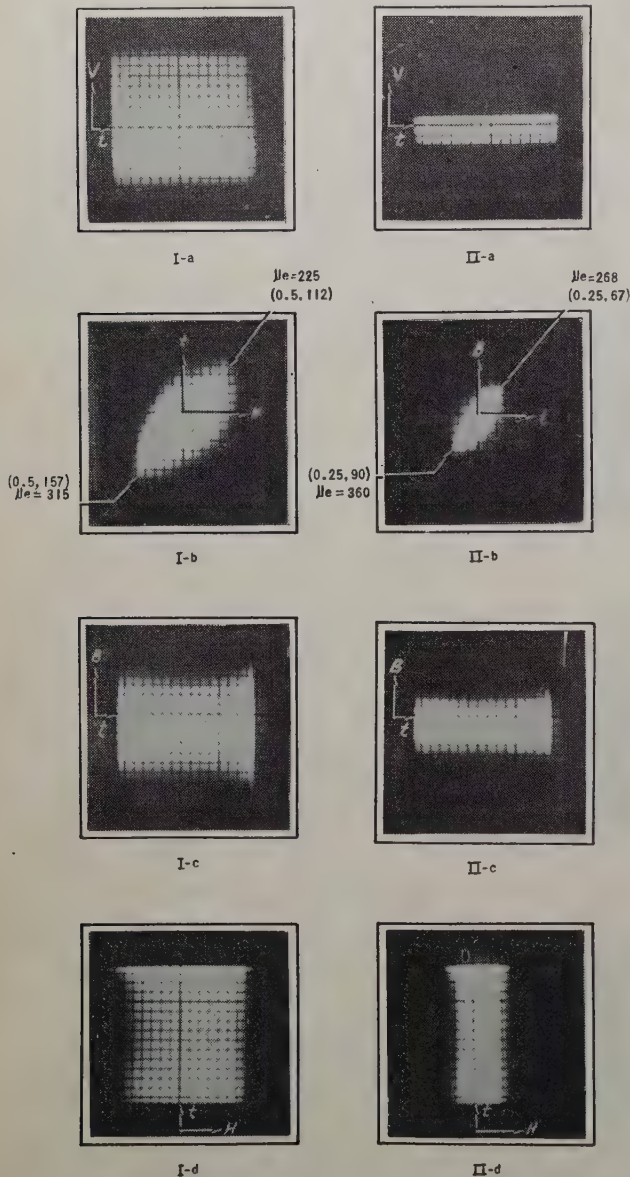 V
t
V
t
I-a
II-a
μe=225
(0.5,112)
μe=268
(0.25,67)
(0.5,157)
μe=315
(0.25,90)
μe=360
I-b
II-b
B
t
B
t
I-c
II-c
t
H
t
H
I-d
II-d